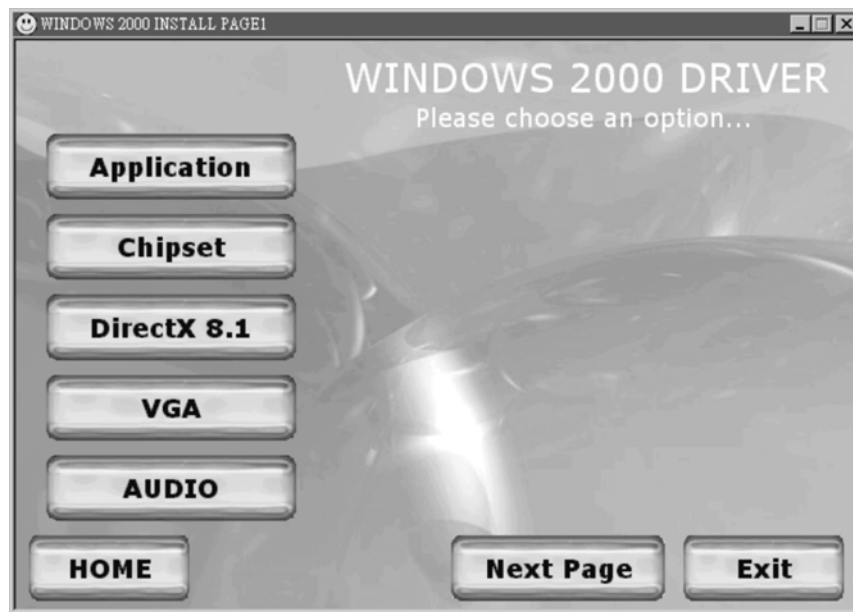 WINDOWS 2000 INSTALL PAGE1
WINDOWS 2000 DRIVER
Please choose an option...
Application
Chipset
DirectX 8.1
VGA
AUDIO
HOME
Next Page
Exit